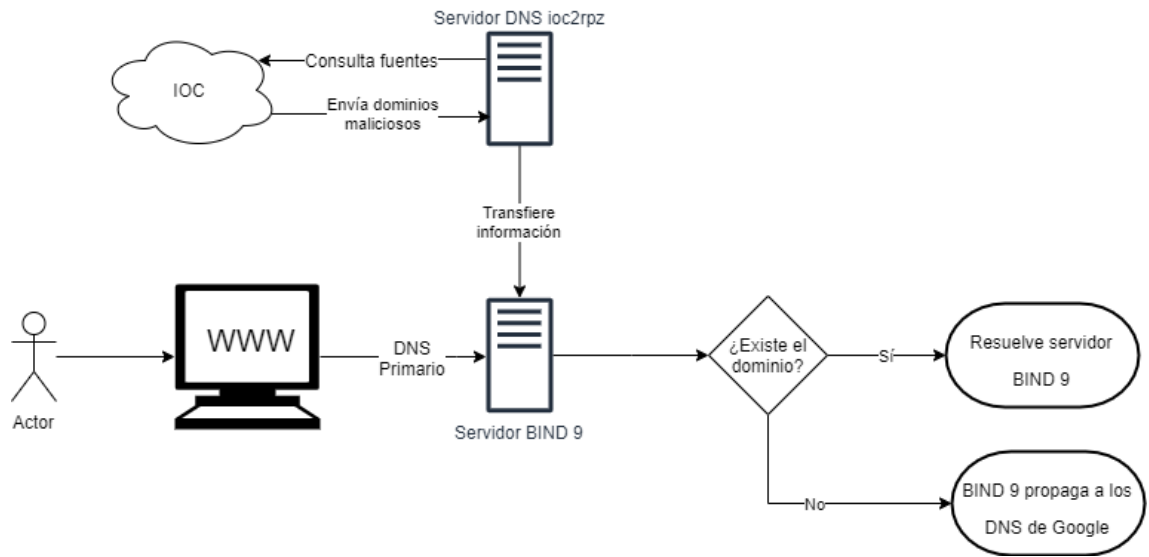 Servidor DNS ioc2rpz
Consulta fuentes
IOC
Envía dominios
maliciosos
Transfiere
información
WWW
DNS
Primario
Actor
Servidor BIND 9
¿Existe el
dominio?
Sí
Resuelve servidor
BIND 9
No
BIND 9 propaga a los
DNS de Google